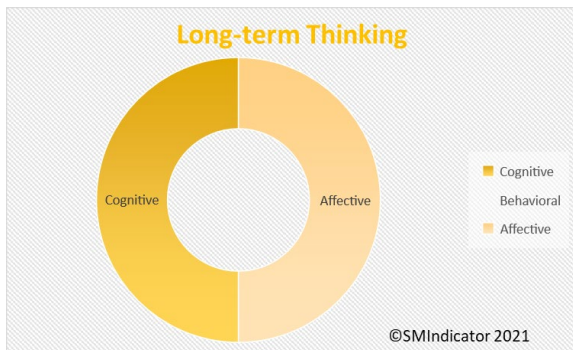 Long-term Thinking
Cognitive
Affective
Cognitive
Behavioral
Affective
©SMIndicator 2021